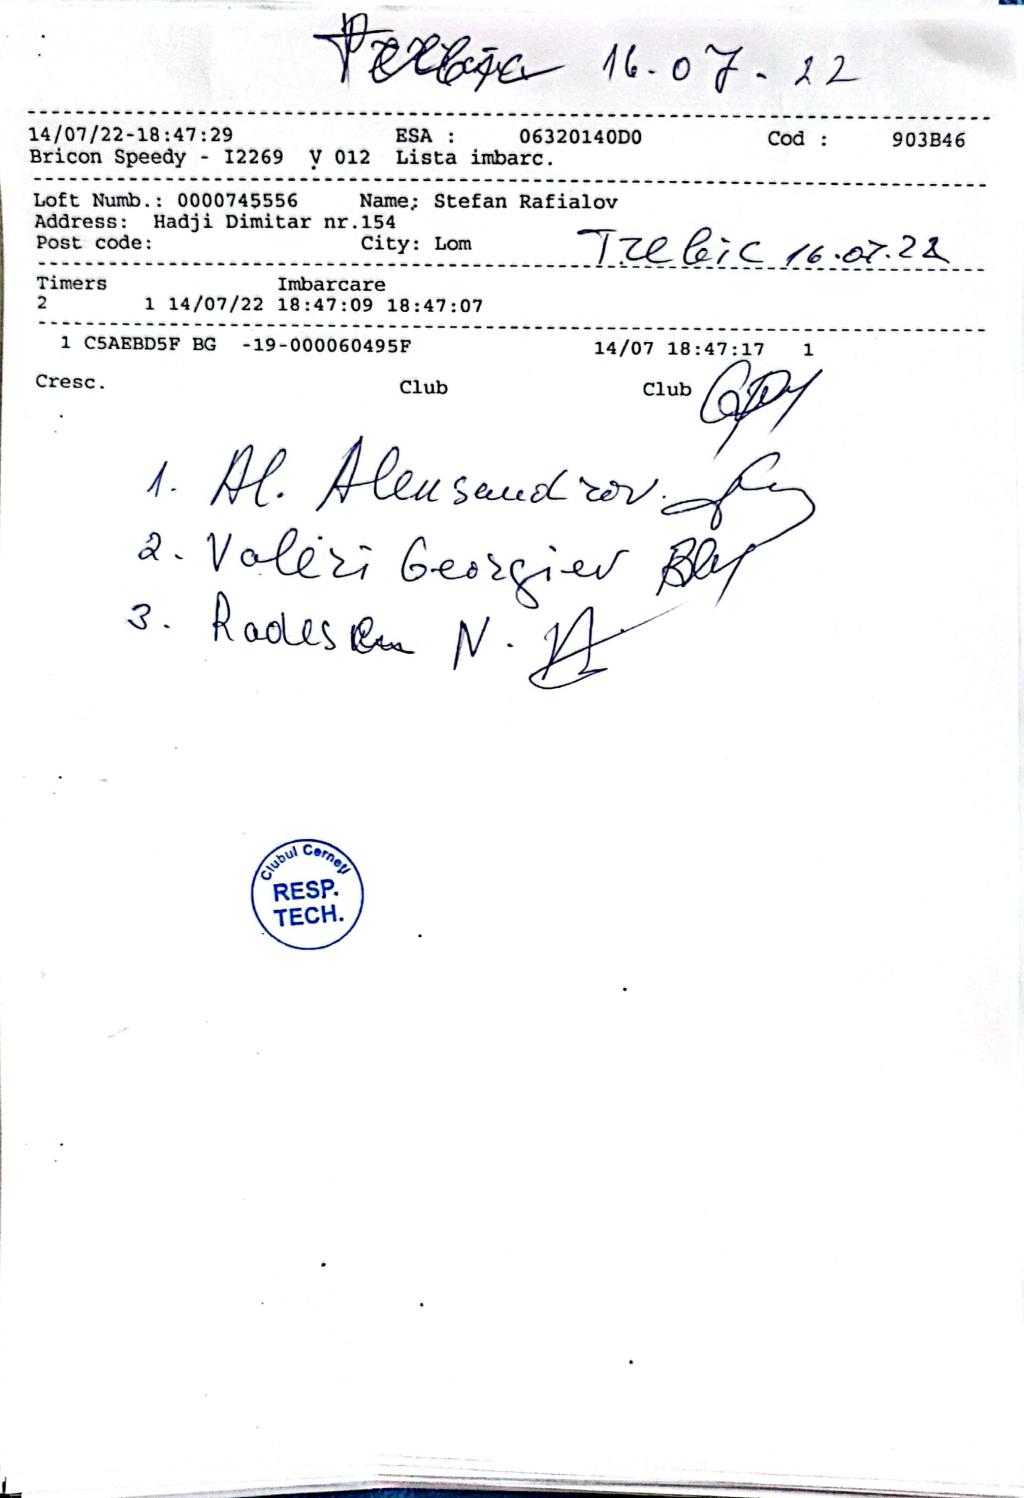 16.07.22
14/07/22-18:47:29 ESA : 06320140D0 Cod : 903B46
Bricon Speedy - I2269 V 012 Lista imbarc.
Loft Numb.: 0000745556 Name; Stefan Rafialov
Address: Hadji Dimitar nr.154
Post code: City: Lom Trebic 16.07.22
Timers Imbarcare
2 1 14/07/22 18:47:09 18:47:07
1 C5AEBD5F BG -19-000060495F 14/07 18:47:17 1
Cresc. Club Club
1. Al. Aleksandrov.
2. Valeri Georgiev
3. N.
Clubul Cerneți
RESP.
TECH.